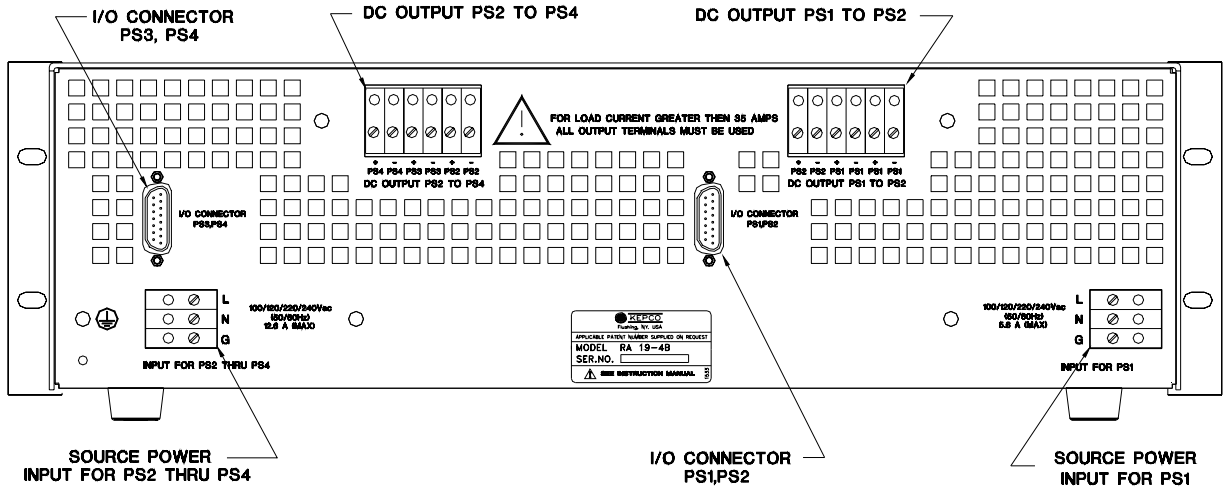 I/O CONNECTOR
PS3, PS4
DC OUTPUT PS2 TO PS4
DC OUTPUT PS1 TO PS2
FOR LOAD CURRENT GREATER THEN 35 AMPS
ALL OUTPUT TERMINALS MUST BE USED
!
+ - + - + -
PS4 PS4 PS3 PS3 PS2 PS2
DC OUTPUT PS2 TO PS4
+ - + - + -
PS2 PS2 PS1 PS1 PS1 PS1
DC OUTPUT PS1 TO PS2
I/O CONNECTOR
PS3,PS4
I/O CONNECTOR
PS1,PS2
L
N
G
100/120/220/240Vac
(50/60Hz)
12.6 A (MAX)
INPUT FOR PS2 THRU PS4
KEPCO
Flushing, NY. USA
APPLICABLE PATENT NUMBER SUPPLIED ON REQUEST
MODEL RA 19-4B
SER.NO.
! SEE INSTRUCTION MANUAL
100/120/220/240Vac
(50/60Hz)
5.6 A (MAX)
L
N
G
INPUT FOR PS1
SOURCE POWER
INPUT FOR PS2 THRU PS4
I/O CONNECTOR
PS1,PS2
SOURCE POWER
INPUT FOR PS1